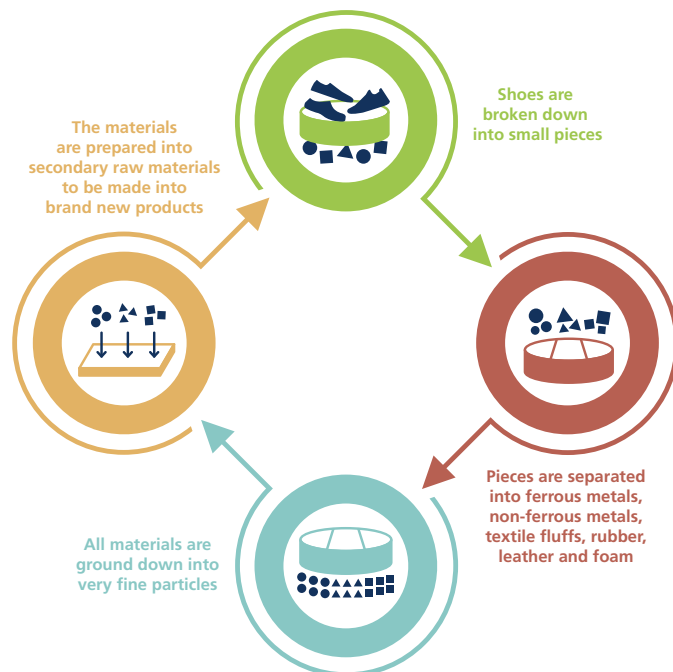 Shoes are
broken down
into small pieces
Pieces are separated
into ferrous metals,
non-ferrous metals,
textile fluffs, rubber,
leather and foam
All materials are
ground down into
very fine particles
The materials
are prepared into
secondary raw materials
to be made into
brand new products